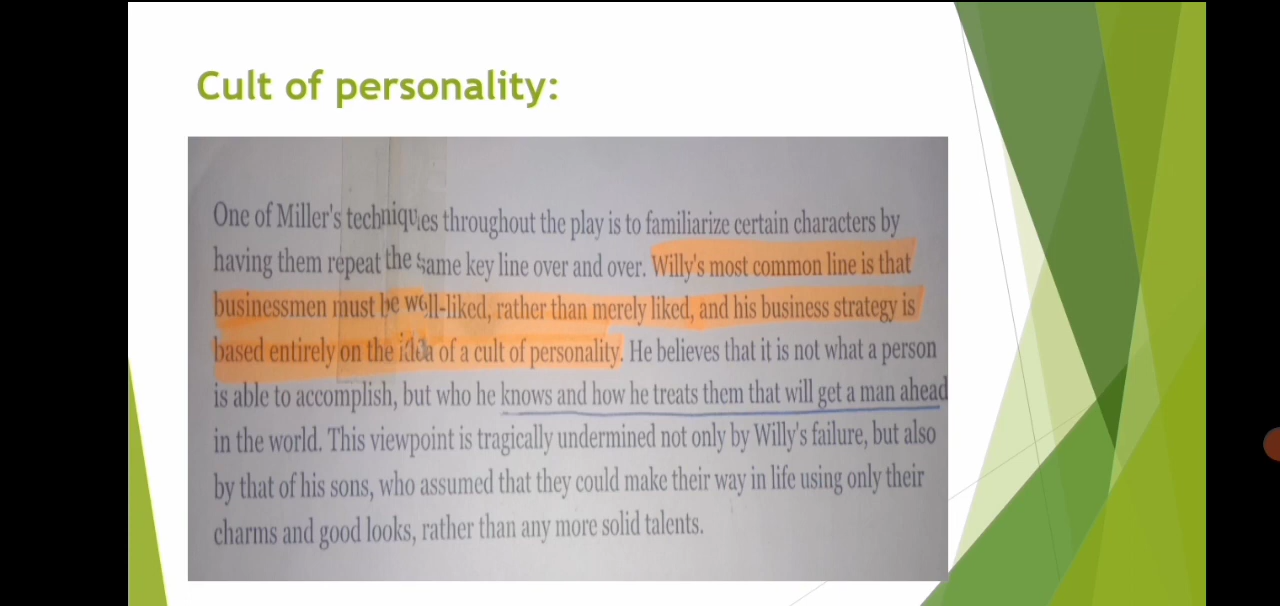 Cult of personality:
One of Miller's techniques throughout the play is to familiarize certain characters by
having them repeat the same key line over and over. Willy's most common line is that
businessmen must be well-liked, rather than merely liked, and his business strategy is
based entirely on the idea of a cult of personality. He believes that it is not what a person
is able to accomplish, but who he knows and how he treats them that will get a man ahead
in the world. This viewpoint is tragically undermined not only by Willy's failure, but also
by that of his sons, who assumed that they could make their way in life using only their
charms and good looks, rather than any more solid talents.